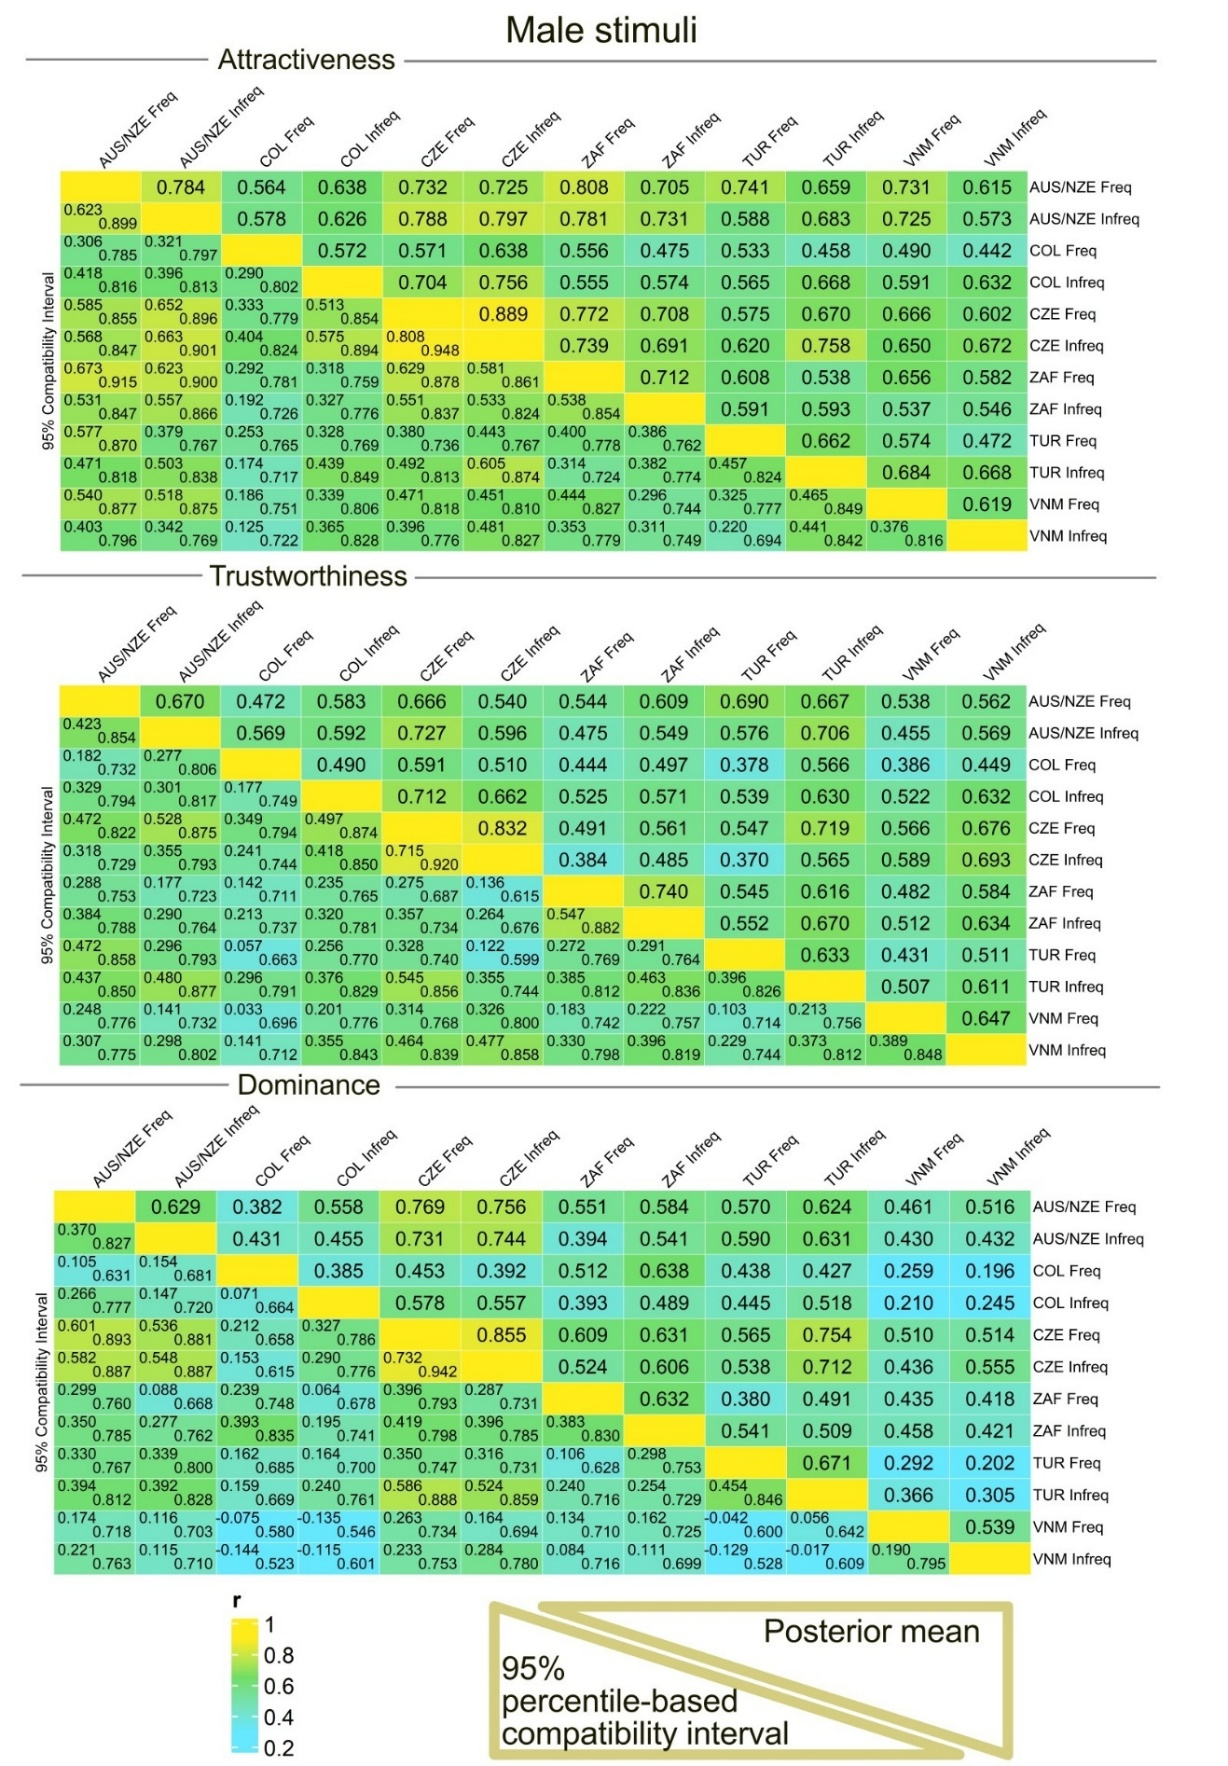 Male stimuli
Attractiveness
AUS/NZE Freq AUS/NZE Infreq COL Freq COL Infreq CZE Freq CZE Infreq ZAF Freq ZAF Infreq TUR Freq TUR Infreq VNM Freq VNM Infreq
95% Compatibility Interval
0.784 0.564 0.638 0.732 0.725 0.808 0.705 0.741 0.659 0.731 0.615 AUS/NZE Freq
0.623 0.899 0.578 0.626 0.788 0.797 0.781 0.731 0.588 0.683 0.725 0.573 AUS/NZE Infreq
0.306 0.785 0.321 0.797 0.572 0.571 0.638 0.556 0.475 0.533 0.458 0.490 0.442 COL Freq
0.418 0.816 0.396 0.813 0.290 0.802 0.704 0.756 0.555 0.574 0.565 0.668 0.591 0.632 COL Infreq
0.585 0.855 0.652 0.896 0.333 0.779 0.513 0.854 0.889 0.772 0.708 0.575 0.670 0.666 0.602 CZE Freq
0.568 0.847 0.663 0.901 0.404 0.824 0.575 0.894 0.808 0.948 0.739 0.691 0.620 0.758 0.650 0.672 CZE Infreq
0.673 0.915 0.623 0.900 0.292 0.781 0.318 0.759 0.629 0.878 0.581 0.861 0.712 0.608 0.538 0.656 0.582 ZAF Freq
0.531 0.847 0.557 0.866 0.192 0.726 0.327 0.776 0.551 0.837 0.533 0.824 0.538 0.854 0.591 0.593 0.537 0.546 ZAF Infreq
0.577 0.870 0.379 0.767 0.253 0.765 0.328 0.769 0.380 0.736 0.443 0.767 0.400 0.778 0.386 0.762 0.662 0.574 0.472 TUR Freq
0.471 0.818 0.503 0.838 0.174 0.717 0.439 0.849 0.492 0.813 0.605 0.874 0.314 0.724 0.382 0.774 0.457 0.824 0.684 0.668 TUR Infreq
0.540 0.877 0.518 0.875 0.186 0.751 0.339 0.806 0.471 0.818 0.451 0.810 0.444 0.827 0.296 0.744 0.325 0.777 0.465 0.849 0.619 VNM Freq
0.403 0.796 0.342 0.769 0.125 0.722 0.365 0.828 0.396 0.776 0.481 0.827 0.353 0.779 0.311 0.749 0.220 0.694 0.441 0.842 0.376 0.816 VNM Infreq
Trustworthiness
AUS/NZE Freq AUS/NZE Infreq COL Freq COL Infreq CZE Freq CZE Infreq ZAF Freq ZAF Infreq TUR Freq TUR Infreq VNM Freq VNM Infreq
95% Compatibility Interval
0.670 0.472 0.583 0.666 0.540 0.544 0.609 0.690 0.667 0.538 0.562 AUS/NZE Freq
0.423 0.854 0.569 0.592 0.727 0.596 0.475 0.549 0.576 0.706 0.455 0.569 AUS/NZE Infreq
0.182 0.732 0.277 0.806 0.490 0.591 0.510 0.444 0.497 0.378 0.566 0.386 0.449 COL Freq
0.329 0.794 0.301 0.817 0.177 0.749 0.712 0.662 0.525 0.571 0.539 0.630 0.522 0.632 COL Infreq
0.472 0.822 0.528 0.875 0.349 0.794 0.497 0.874 0.832 0.491 0.561 0.547 0.719 0.566 0.676 CZE Freq
0.318 0.729 0.355 0.793 0.241 0.744 0.418 0.850 0.715 0.920 0.384 0.485 0.370 0.565 0.589 0.693 CZE Infreq
0.288 0.753 0.177 0.723 0.142 0.711 0.235 0.765 0.275 0.687 0.136 0.615 0.740 0.545 0.616 0.482 0.584 ZAF Freq
0.384 0.788 0.290 0.764 0.213 0.737 0.320 0.781 0.357 0.734 0.264 0.676 0.547 0.882 0.552 0.670 0.512 0.634 ZAF Infreq
0.472 0.858 0.296 0.793 0.057 0.663 0.256 0.770 0.328 0.740 0.122 0.599 0.272 0.769 0.291 0.764 0.633 0.431 0.511 TUR Freq
0.437 0.850 0.480 0.877 0.296 0.791 0.376 0.829 0.545 0.856 0.355 0.744 0.385 0.812 0.463 0.836 0.396 0.826 0.507 0.611 TUR Infreq
0.248 0.776 0.141 0.732 0.033 0.696 0.201 0.776 0.314 0.768 0.326 0.800 0.183 0.742 0.222 0.757 0.103 0.714 0.213 0.756 0.647 VNM Freq
0.307 0.775 0.298 0.802 0.141 0.712 0.355 0.843 0.464 0.839 0.477 0.858 0.330 0.798 0.396 0.819 0.229 0.744 0.373 0.812 0.389 0.848 VNM Infreq
Dominance
AUS/NZE Freq AUS/NZE Infreq COL Freq COL Infreq CZE Freq CZE Infreq ZAF Freq ZAF Infreq TUR Freq TUR Infreq VNM Freq VNM Infreq
95% Compatibility Interval
0.629 0.382 0.558 0.769 0.756 0.551 0.584 0.570 0.624 0.461 0.516 AUS/NZE Freq
0.370 0.827 0.431 0.455 0.731 0.744 0.394 0.541 0.590 0.631 0.430 0.432 AUS/NZE Infreq
0.105 0.631 0.154 0.681 0.385 0.453 0.392 0.512 0.638 0.438 0.427 0.259 0.196 COL Freq
0.266 0.777 0.147 0.720 0.071 0.664 0.578 0.557 0.393 0.489 0.445 0.518 0.210 0.245 COL Infreq
0.601 0.893 0.536 0.881 0.212 0.658 0.327 0.786 0.855 0.609 0.631 0.565 0.754 0.510 0.514 CZE Freq
0.582 0.887 0.548 0.887 0.153 0.615 0.290 0.776 0.732 0.942 0.524 0.606 0.538 0.712 0.436 0.555 CZE Infreq
0.299 0.760 0.088 0.668 0.239 0.748 0.064 0.678 0.396 0.793 0.287 0.731 0.632 0.380 0.491 0.435 0.418 ZAF Freq
0.350 0.785 0.277 0.762 0.393 0.835 0.195 0.741 0.419 0.798 0.396 0.785 0.383 0.830 0.541 0.509 0.458 0.421 ZAF Infreq
0.330 0.767 0.339 0.800 0.162 0.685 0.164 0.700 0.350 0.747 0.316 0.731 0.106 0.628 0.298 0.753 0.671 0.292 0.202 TUR Freq
0.394 0.812 0.392 0.828 0.159 0.669 0.240 0.761 0.586 0.888 0.524 0.859 0.240 0.716 0.254 0.729 0.454 0.846 0.366 0.305 TUR Infreq
0.174 0.718 0.116 0.703 -0.075 0.580 -0.135 0.546 0.263 0.734 0.164 0.694 0.134 0.710 0.162 0.725 -0.042 0.600 0.056 0.642 0.539 VNM Freq
0.221 0.763 0.115 0.710 -0.144 0.523 -0.115 0.601 0.233 0.753 0.284 0.780 0.084 0.716 0.111 0.699 -0.129 0.528 -0.017 0.609 0.190 0.795 VNM Infreq
r
1
0.8
0.6
0.4
0.2
Posterior mean
95%
percentile-based
compatibility interval